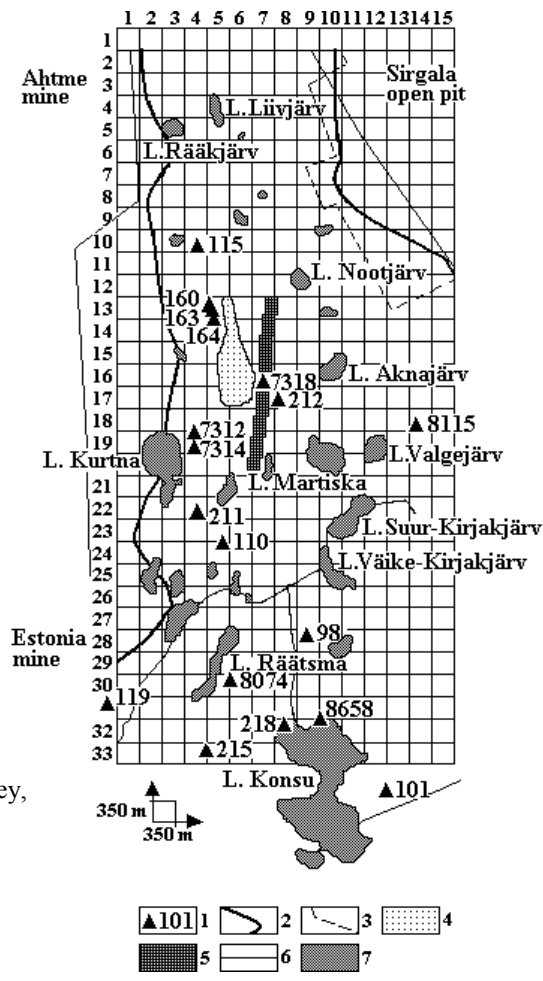 1 2 3 4 5 6 7 8 9 10 11 12 13 14 15
1
2
3
4
5
6
7
8
9
10
11
12
13
14
15
16
17
18
19
20
21
22
23
24
25
26
27
28
29
30
32
33
Ahtme
mine
Sirgala
open pit
L.Liivjärv
L.Rääkjärv
115
L. Nootjärv
160
163
164
7318
L. Aknajärv
212
8115
7312
7314
L. Kurtna
L.Valgejärv
L. Martiska
211
L.Suur-Kirjakjärv
110
L.Väike-Kirjakjärv
Estonia
mine
98
L. Räätsma
8074
119
8658
218
215
L. Konsu
101
ey,
350 m
350 m
101 1 2 3 4
5 6 7